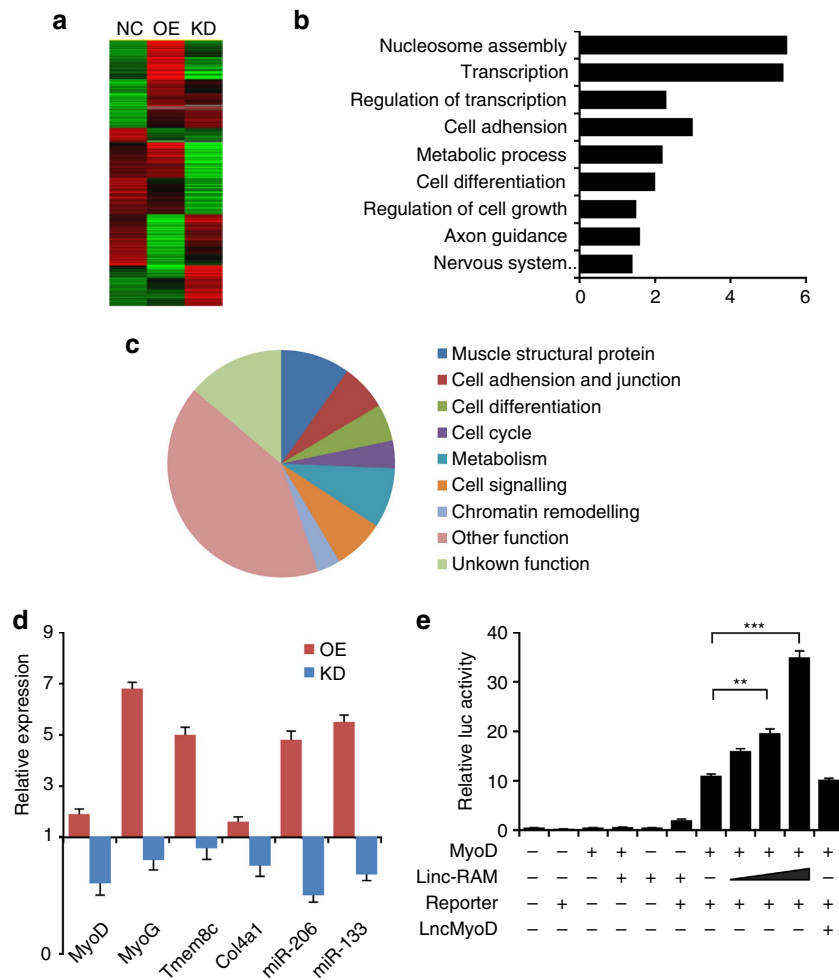 a
NC OE KD
b
Nucleosome assembly
Transcription
Regulation of transcription
Cell adhension
Metabolic process
Cell differentiation
Regulation of cell growth
Axon guidance
Nervous system..
0 2 4 6
c
Muscle structural protein
Cell adhension and junction
Cell differentiation
Cell cycle
Metabolism
Cell signalling
Chromatin remodelling
Other function
Unkown function
d
Relative expression
9
7
5
3
1
0
OE
KD
MyoD
MyoG
Tmem8c
Col4a1
miR-206
miR-133
e
Relative luc activity
40
30
20
10
0
***
**
MyoD – – + + – – + + + + +
Linc-RAM – – – + + + – –
Reporter – + – – – + + + + + +
LncMyoD – – – – – – – – – – +